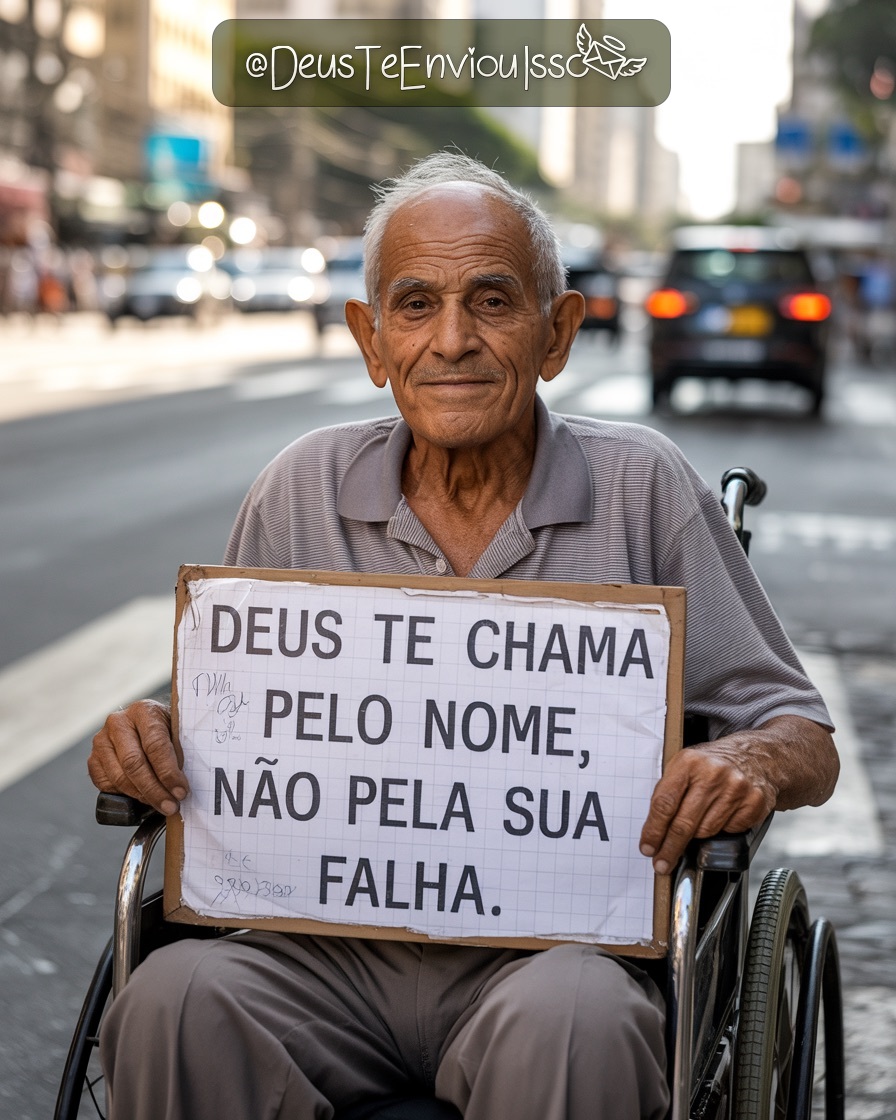 @DeusTeEnviouIsso
DEUS TE CHAMA
PELO NOME,
NÃO PELA SUA
FALHA.